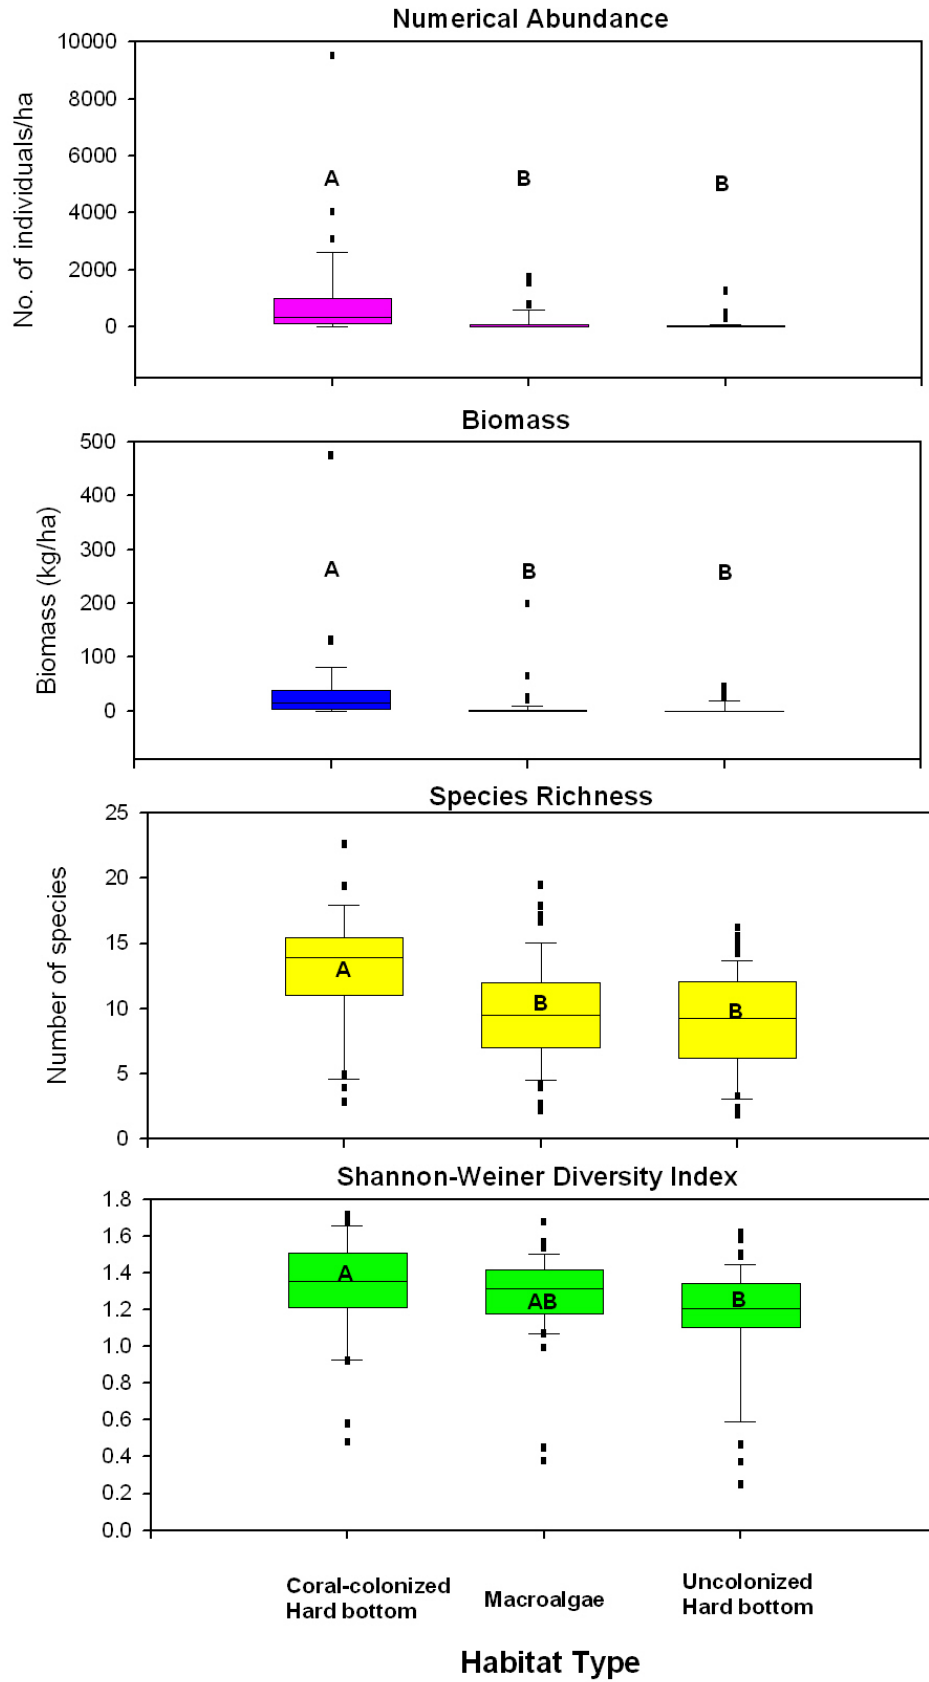 Numerical Abundance
No. of individuals/ha
10000
8000
6000
4000
2000
0
A
B
B
Biomass
Biomass (kg/ha)
500
400
300
200
100
0
A
B
B
Species Richness
Number of species
25
20
15
10
5
0
A
B
B
Shannon-Weiner Diversity Index
1.8
1.6
1.4
1.2
1.0
0.8
0.6
0.4
0.2
0.0
A
AB
B
Coral-colonized
Hard bottom
Macroalgae
Uncolonized
Hard bottom
Habitat Type